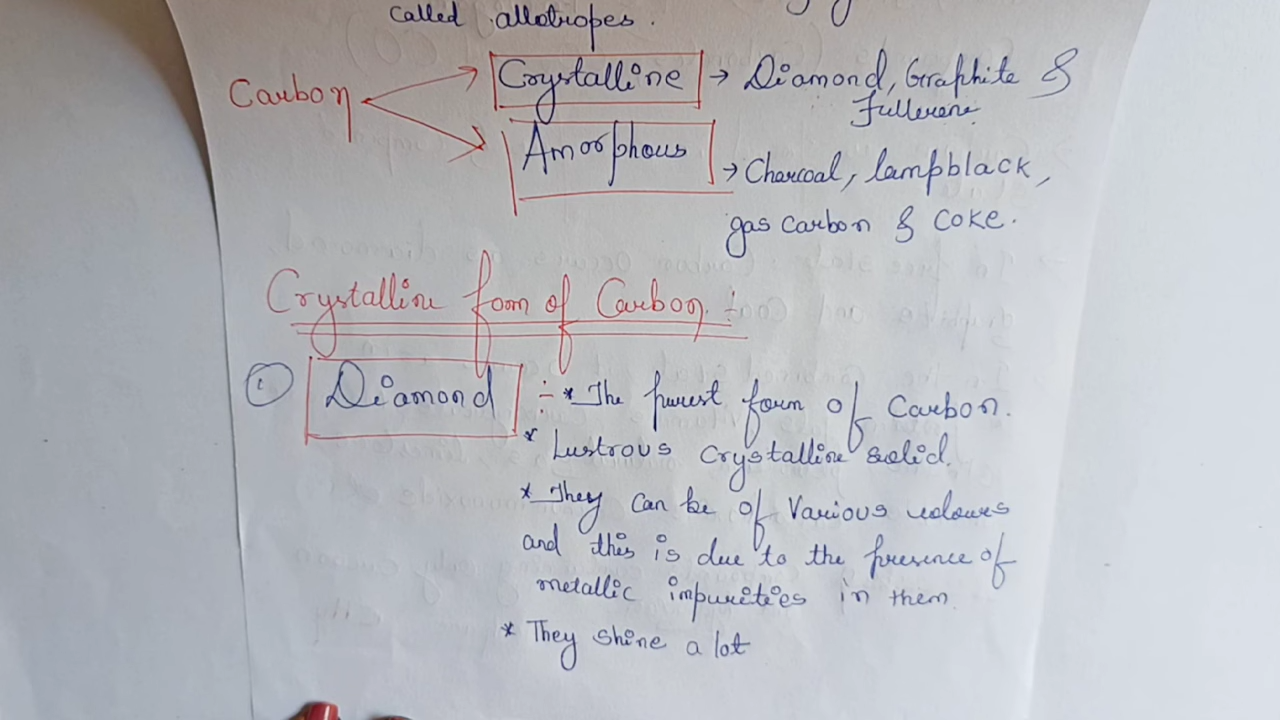 called allotropes.
Carbon
Crystalline → Diamond, Graphite &
fullerene
Amorphous
→ Charcoal, lampblack,
gas carbon & coke.
Crystalline form of Carbon :-
① Diamond :- * The purest form of Carbon.
* Lustrous crystalline solid.
* They can be of various colours
and this is due to the presence of
metallic impurities in them.
* They shine a lot